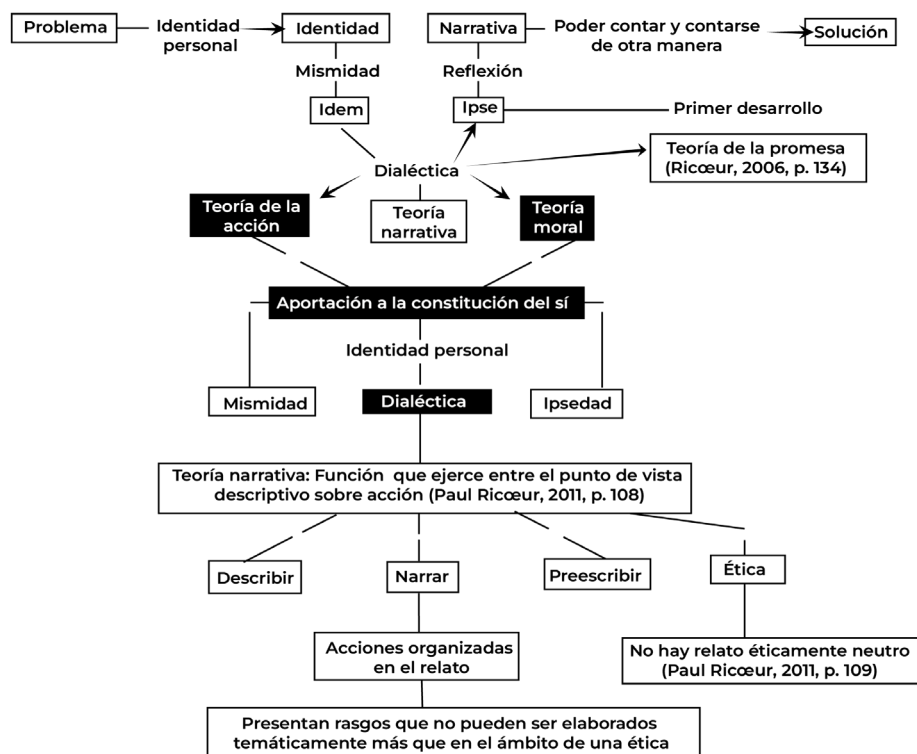 Problema
Identidad
personal
Identidad
Narrativa
Poder contar y contarse
de otra manera
Solución
Mismidad
Reflexión
Idem
Ipse
Primer desarrollo
Dialéctica
Teoría de la promesa
(Ricœur, 2006, p. 134)
Teoría de la
acción
Teoría
narrativa
Teoría
moral
Aportación a la constitución del sí
Identidad personal
Mismidad
Dialéctica
Ipsedad
Teoría narrativa: Función que ejerce entre el punto de vista
descriptivo sobre acción (Paul Ricœur, 2011, p. 108)
Describir
Narrar
Preescribir
Ética
Acciones organizadas
en el relato
No hay relato éticamente neutro
(Paul Ricœur, 2011, p. 109)
Presentan rasgos que no pueden ser elaborados
temáticamente más que en el ámbito de una ética